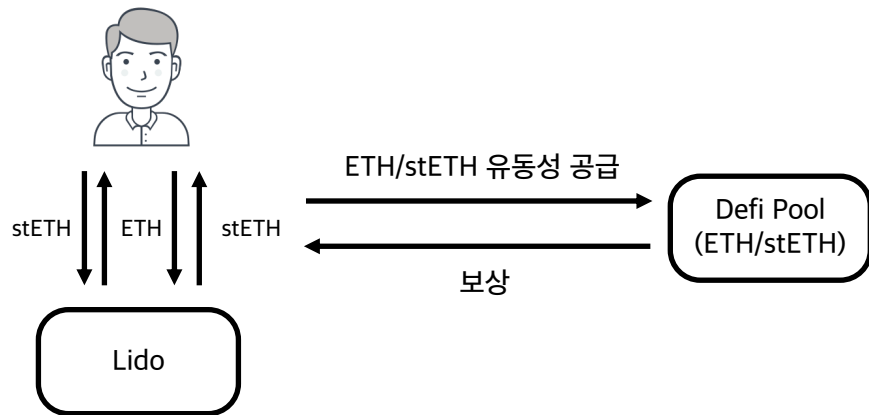 ETH/stETH 유동성 공급
stETH
ETH
stETH
Defi Pool
(ETH/stETH)
보상
Lido